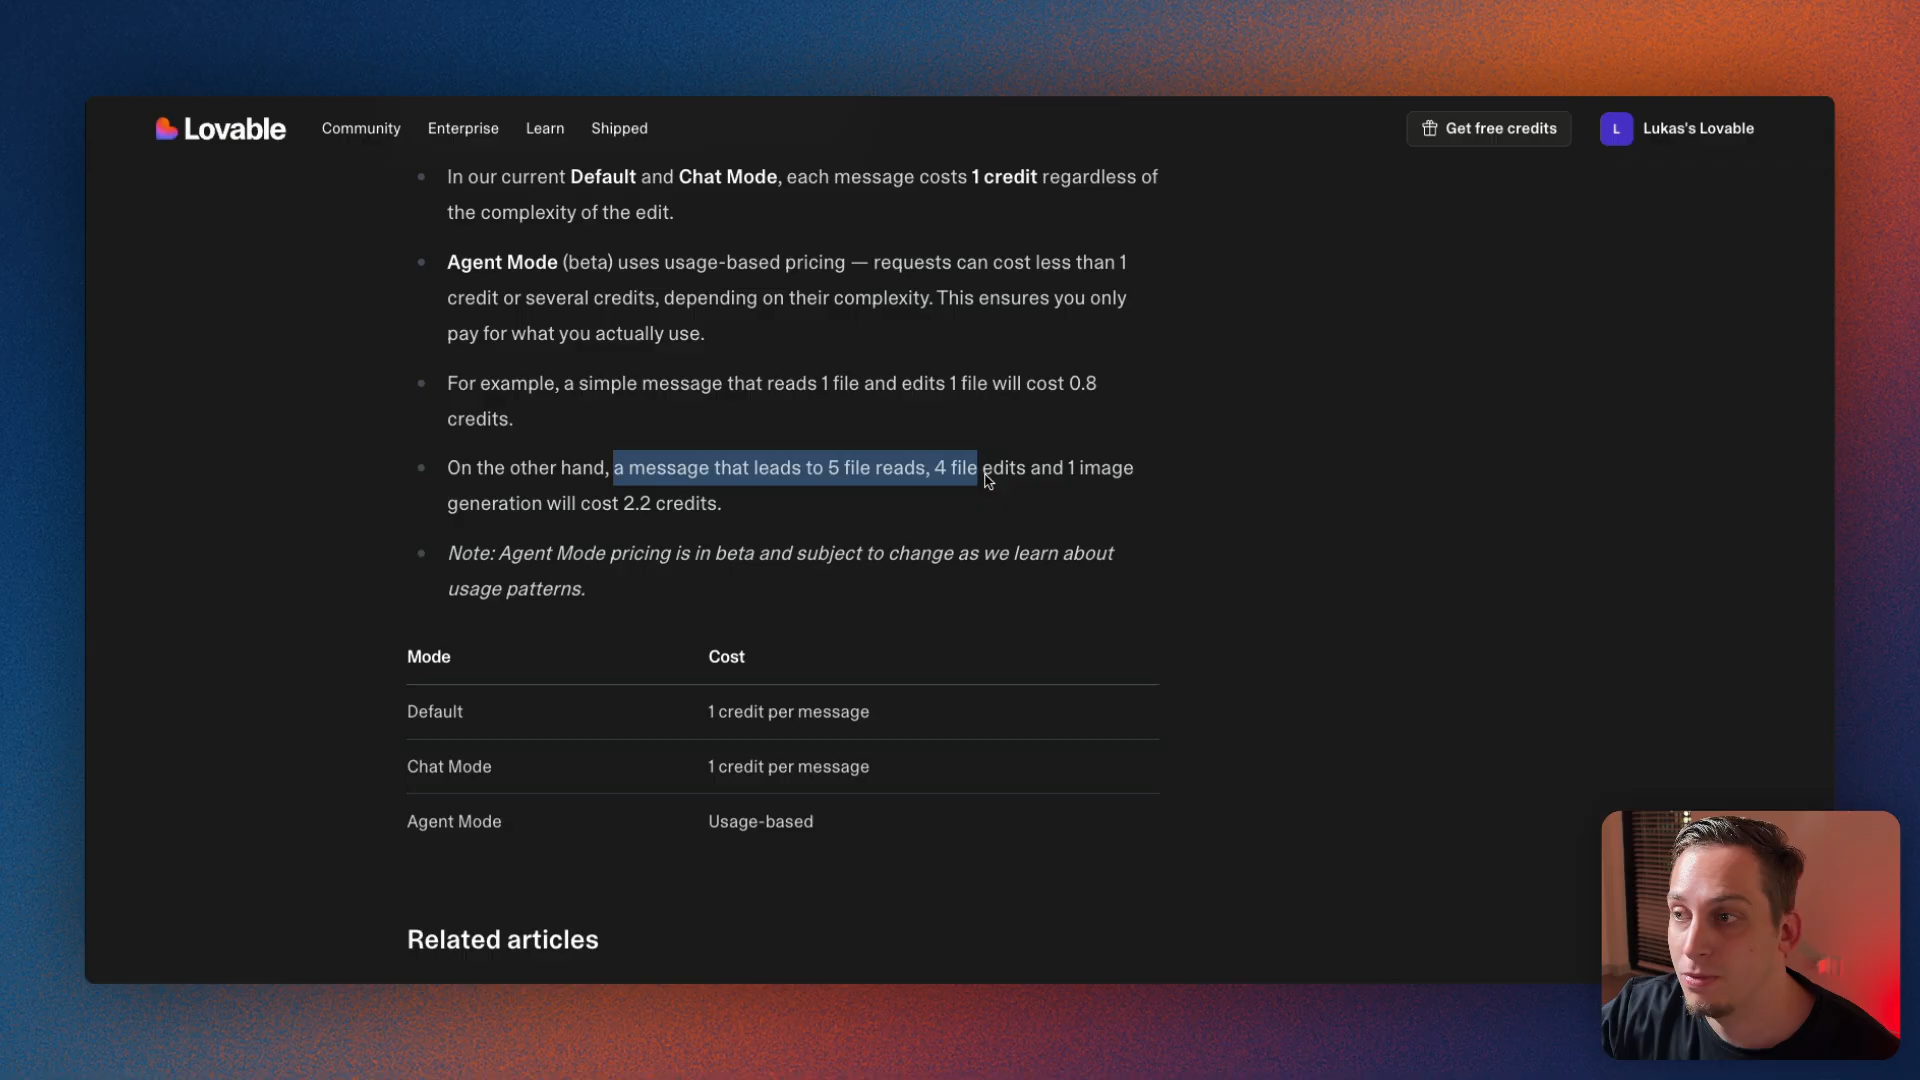 Lovable Community Enterprise Learn Shipped Get free credits L Lukas's Lovable
In our current Default and Chat Mode, each message costs 1 credit regardless of
the complexity of the edit.
Agent Mode (beta) uses usage-based pricing — requests can cost less than 1
credit or several credits, depending on their complexity. This ensures you only
pay for what you actually use.
For example, a simple message that reads 1 file and edits 1 file will cost 0.8
credits.
On the other hand, a message that leads to 5 file reads, 4 file edits and 1 image
generation will cost 2.2 credits.
Note: Agent Mode pricing is in beta and subject to change as we learn about
usage patterns.
Mode Cost
Default 1 credit per message
Chat Mode 1 credit per message
Agent Mode Usage-based
Related articles